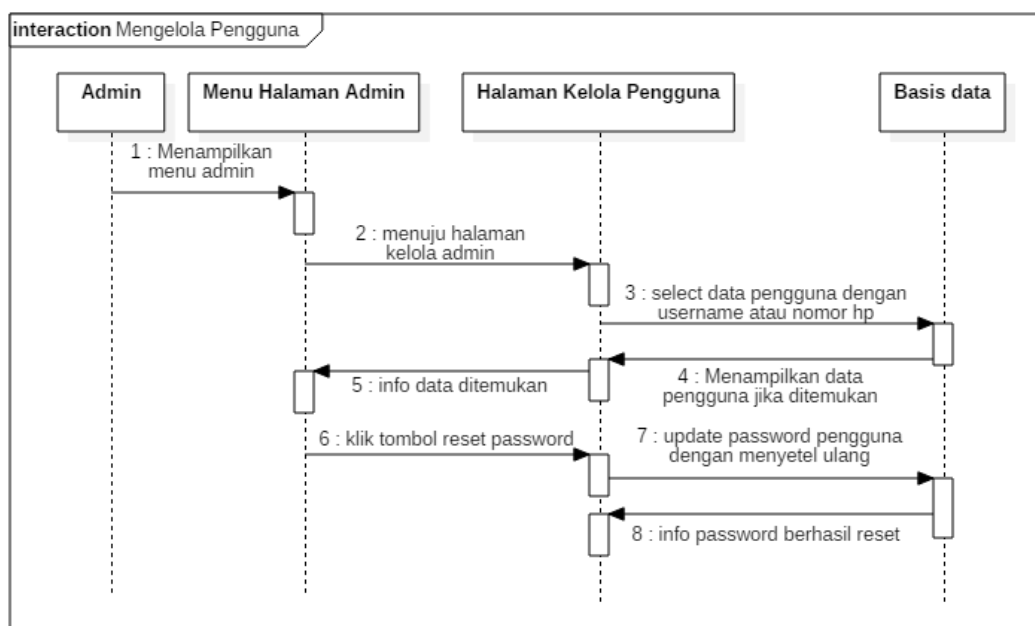 interaction Mengelola Pengguna
Admin
Menu Halaman Admin
Halaman Kelola Pengguna
Basis data
1 : Menampilkan
menu admin
2 : menuju halaman
kelola admin
3 : select data pengguna dengan
username atau nomor hp
4 : Menampilkan data
pengguna jika ditemukan
5 : info data ditemukan
6 : klik tombol reset password
7 : update password pengguna
dengan menyetel ulang
8 : info password berhasil reset